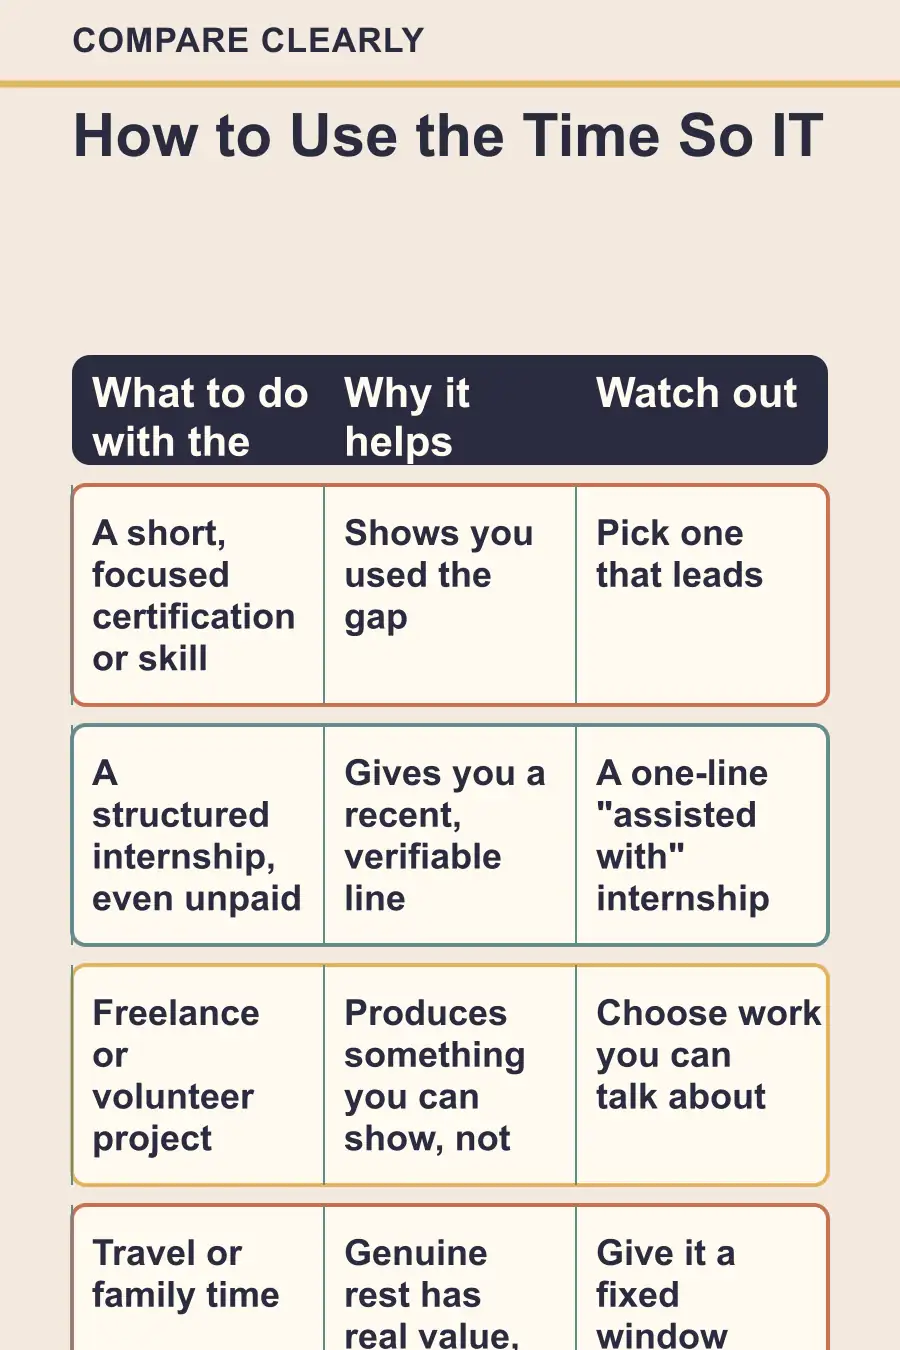 COMPARE CLEARLY
How to Use the Time So IT
What to do
with the
Why it
helps
Watch out
A short,
focused
certification
or skill
Shows you
used the
gap
Pick one
that leads
A
structured
internship,
even unpaid
Gives you a
recent,
verifiable
line
A one-line
"assisted
with"
internship
Freelance
or
volunteer
project
Produces
something
you can
show, not
Choose work
you can
talk about
Travel or
family time
Genuine
rest has
real value,
Give it a
fixed
window